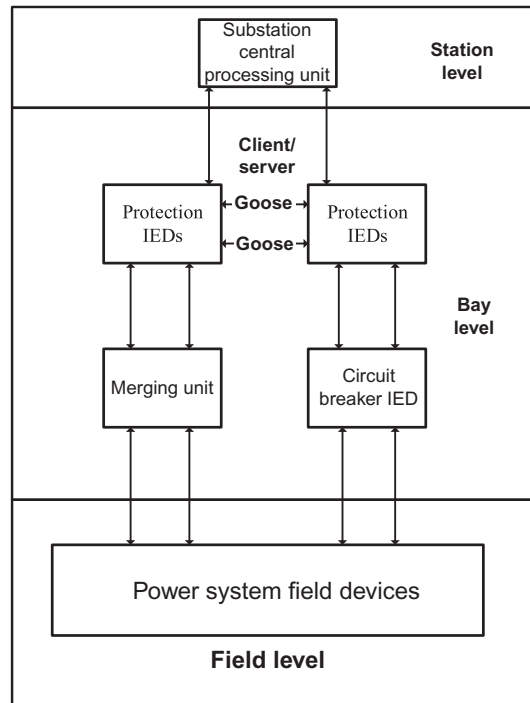 Substation
central
processing unit
Station
level
Client/
server
Protection
IEDs
Goose
Goose
Protection
IEDs
Bay
level
Merging unit
Circuit
breaker IED
Power system field devices
Field level